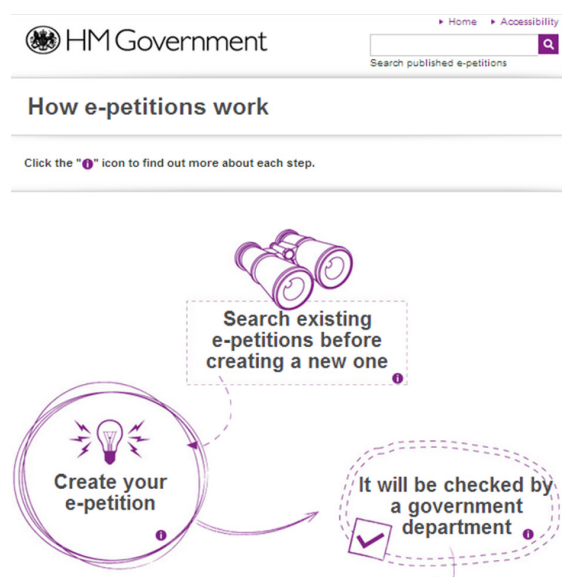 Home Accessibility
HM Government
Search published e-petitions
How e-petitions work
Click the "i" icon to find out more about each step.
Search existing
e-petitions before
creating a new one
i
Create your
e-petition
i
It will be checked by
a government
department
i